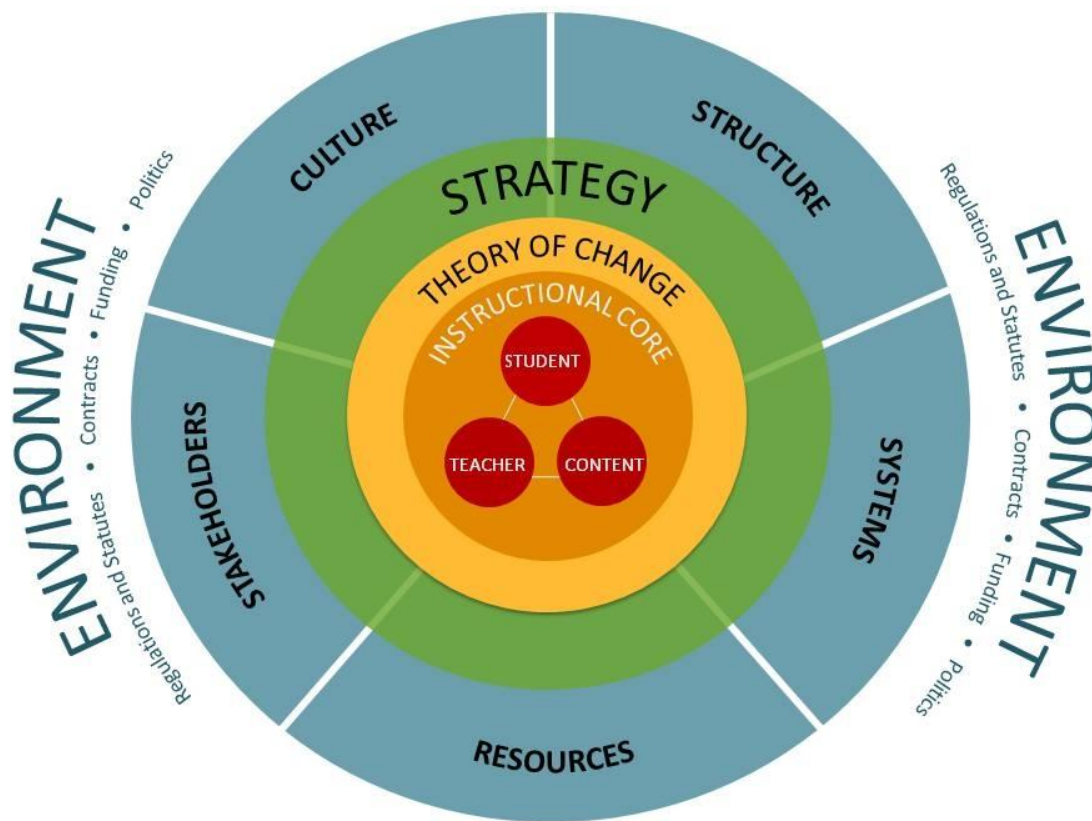 CULTURE
STRUCTURE
STRATEGY
THEORY OF CHANGE
INSTRUCTIONAL CORE
STUDENT
TEACHER
CONTENT
STAKEHOLDERS
SYSTEMS
RESOURCES
ENVIRONMENT
Regulations and Statutes • Contracts • Funding • Politics
ENVIRONMENT
Regulations and Statutes • Contracts • Funding • Politics